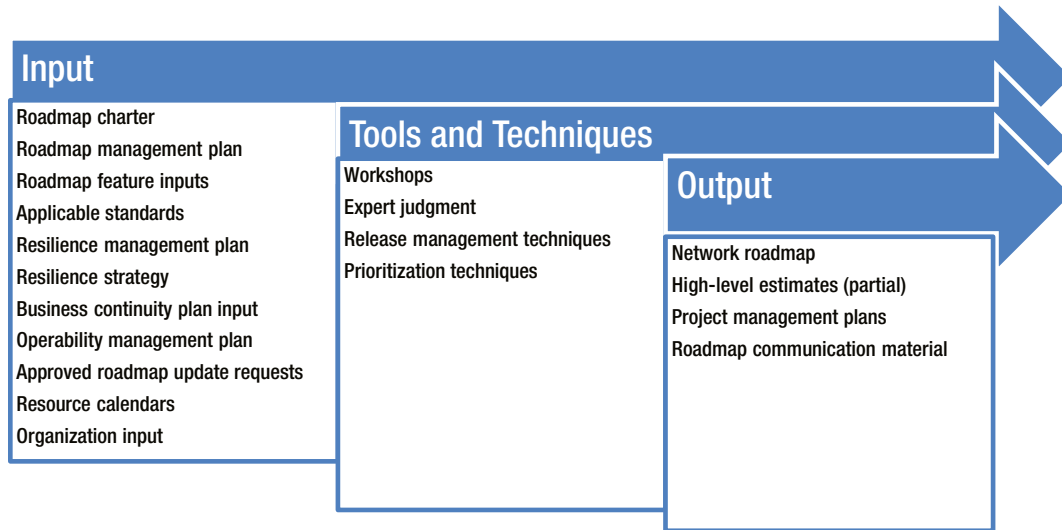 Input
Roadmap charter
Roadmap management plan
Roadmap feature inputs
Applicable standards
Resilience management plan
Resilience strategy
Business continuity plan input
Operability management plan
Approved roadmap update requests
Resource calendars
Organization input
Tools and Techniques
Workshops
Expert judgment
Release management techniques
Prioritization techniques
Output
Network roadmap
High-level estimates (partial)
Project management plans
Roadmap communication material